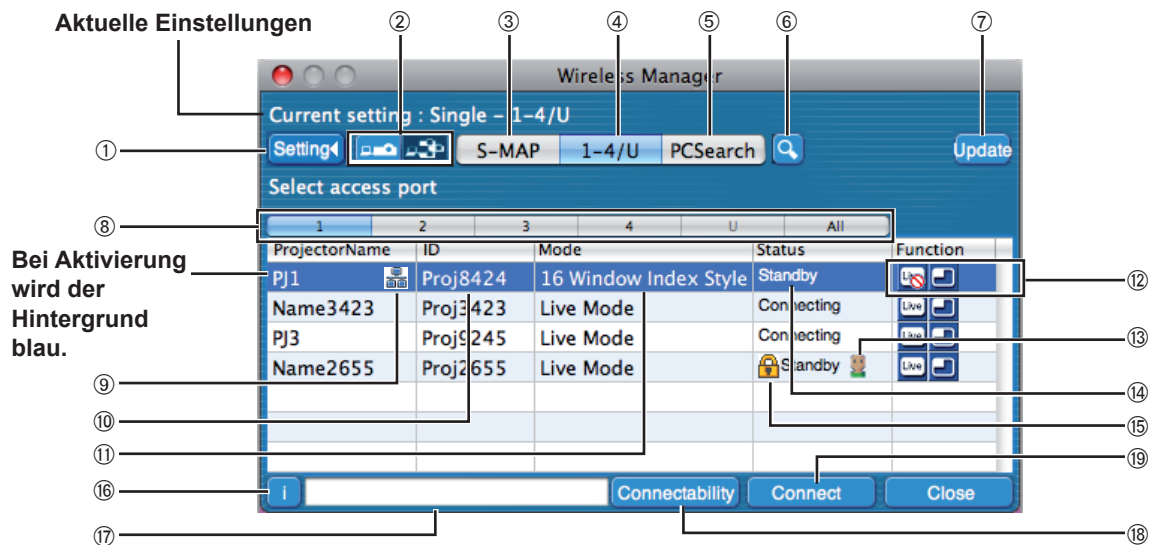 Aktuelle Einstellungen
② ③ ④ ⑤ ⑥ ⑦
Wireless Manager
Current setting : Single – 1–4/U
① Setting S-MAP 1–4/U PCSearch Update
Select access port
⑧ 1 2 3 4 U All
ProjectorName ID Mode Status Function
Bei Aktivierung
wird der
Hintergrund
blau.
PJ1 Proj8424 16 Window Index Style Standby Live ⑫
Name3423 Proj3423 Live Mode Connecting Live
PJ3 Proj9245 Live Mode Connecting Live ⑬
Name2655 Proj2655 Live Mode Standby Live
⑨ ⑭
⑩ ⑮
⑪ ⑲
⑯ i Connectability Connect Close
⑰ ⑱